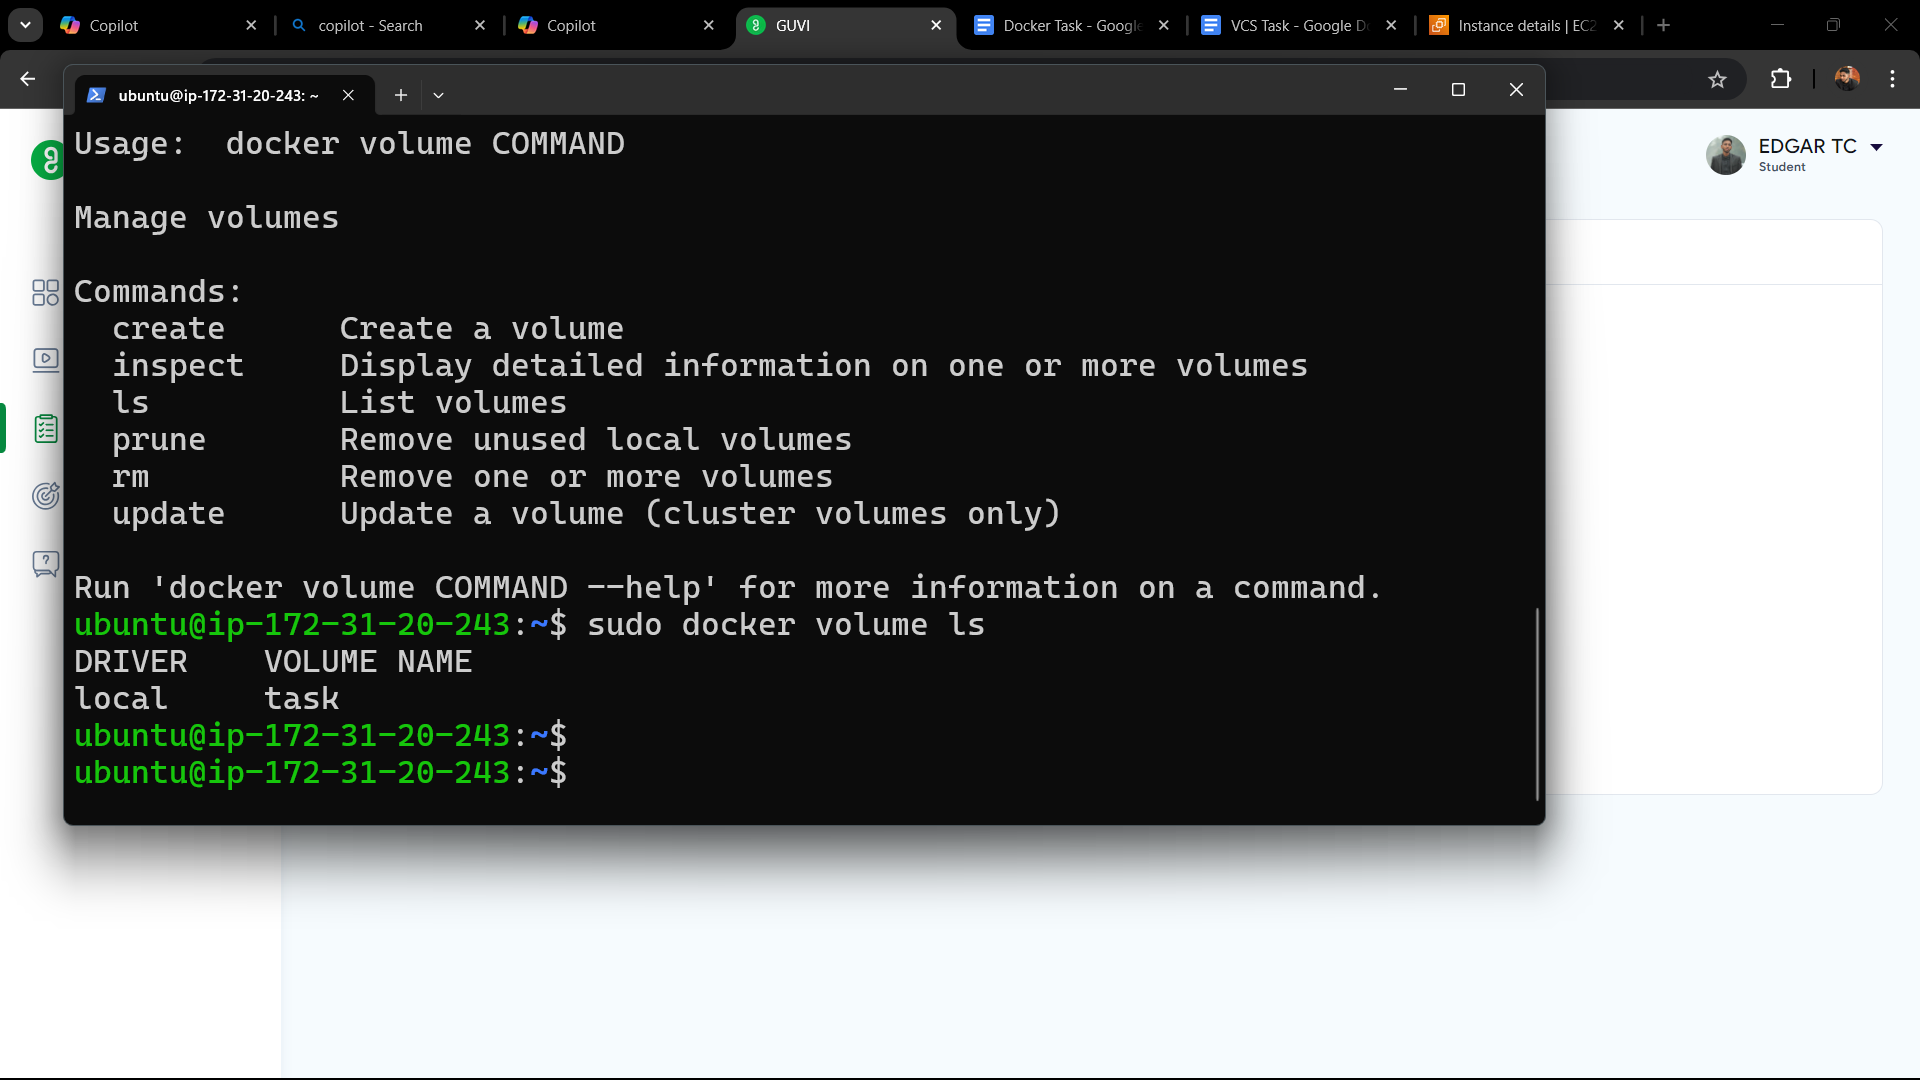 Copilot
copilot - Search
Copilot
GUVI
Docker Task - Google
VCS Task - Google D
Instance details | EC2
ubuntu@ip-172-31-20-243: ~
EDGAR TC
Student
Usage:  docker volume COMMAND
Manage volumes
Commands:
  create      Create a volume
  inspect     Display detailed information on one or more volumes
  ls          List volumes
  prune       Remove unused local volumes
  rm          Remove one or more volumes
  update      Update a volume (cluster volumes only)
Run 'docker volume COMMAND --help' for more information on a command.
ubuntu@ip-172-31-20-243:~$ sudo docker volume ls
DRIVER    VOLUME NAME
local     task
ubuntu@ip-172-31-20-243:~$
ubuntu@ip-172-31-20-243:~$